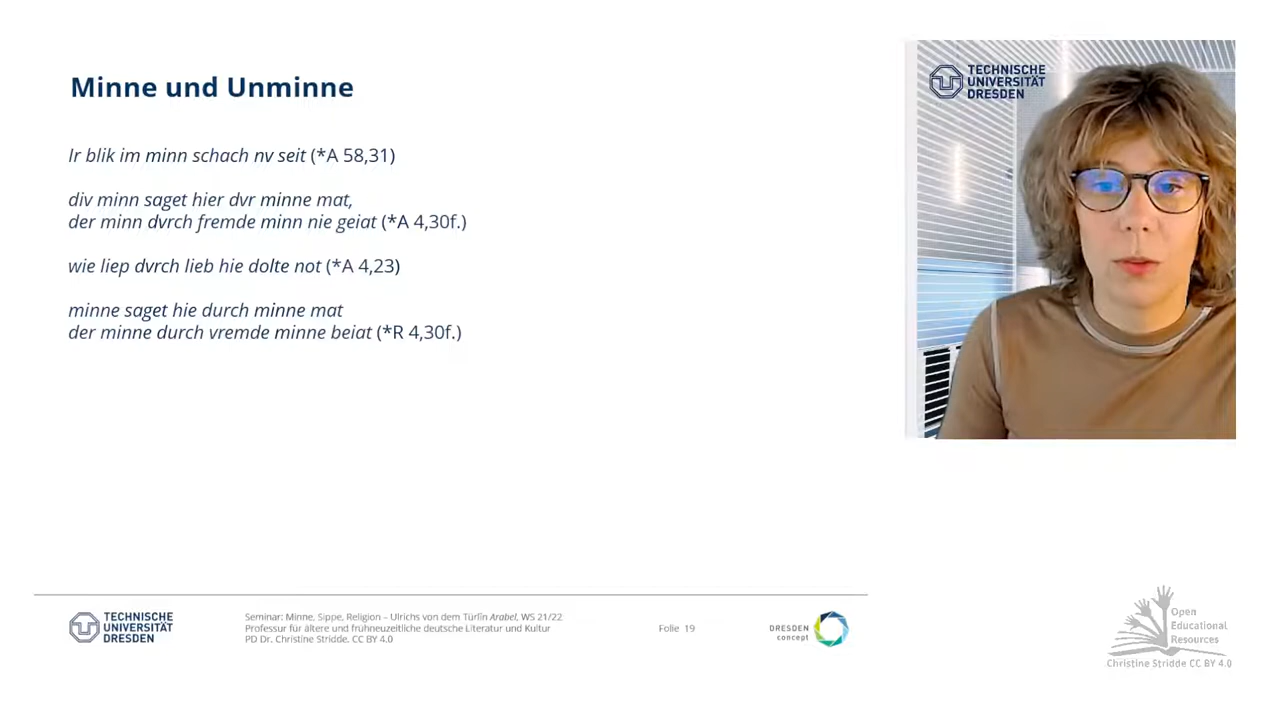 Minne und Unminne
Ir blik im minn schach nv seit (*A 58,31)
div minn saget hier dvr minne mat,
der minn dvrch fremde minn nie geiat (*A 4,30f.)
wie liep dvrch lieb hie dolte not (*A 4,23)
minne saget hie durch minne mat
der minne durch vremde minne beiat (*R 4,30f.)
TECHNISCHE
UNIVERSITÄT
DRESDEN
TECHNISCHE
UNIVERSITÄT
DRESDEN
Seminar: Minne, Sippe, Religion – Ulrichs von dem Türlîn Arabel, WS 21/22
Professur für ältere und frühneuzeitliche deutsche Literatur und Kultur
PD Dr. Christine Stridde. CC BY 4.0
Folie 19
DRESDEN
concept
Open
Educational
Resources
Christine Stridde CC BY 4.0